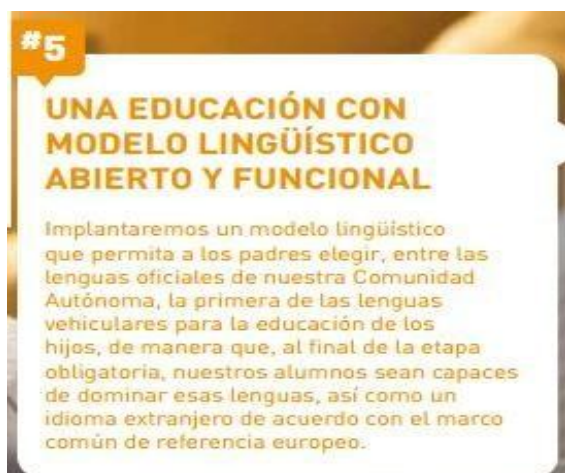 #5
UNA EDUCACIÓN CON
MODELO LINGÜÍSTICO
ABIERTO Y FUNCIONAL
Implantaremos un modelo lingüístico
que permita a los padres elegir, entre las
lenguas oficiales de nuestra Comunidad
Autónoma, la primera de las lenguas
vehiculares para la educación de los
hijos, de manera que, al final de la etapa
obligatoria, nuestros alumnos sean capaces
de dominar esas lenguas, así como un
idioma extranjero de acuerdo con el marco
común de referencia europeo.